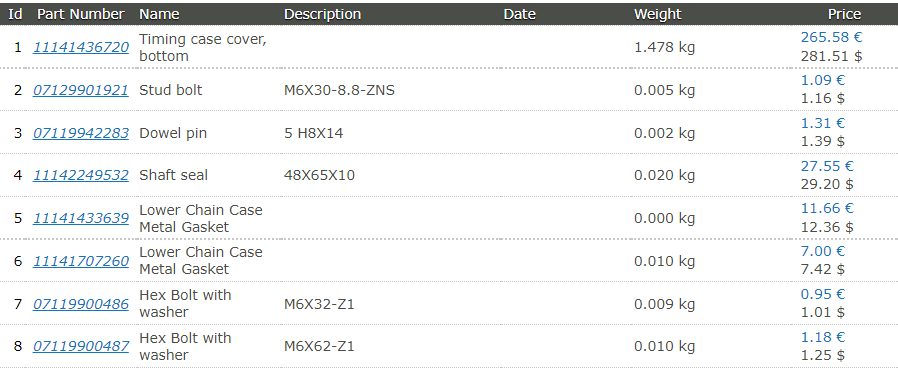 Id Part Number Name Description Date Weight Price
1 11141436720 Timing case cover, bottom 1.478 kg 265.58 € 281.51 $
2 07129901921 Stud bolt M6X30-8.8-ZNS 0.005 kg 1.09 € 1.16 $
3 07119942283 Dowel pin 5 H8X14 0.002 kg 1.31 € 1.39 $
4 11142249532 Shaft seal 48X65X10 0.020 kg 27.55 € 29.20 $
5 11141433639 Lower Chain Case Metal Gasket 0.000 kg 11.66 € 12.36 $
6 11141707260 Lower Chain Case Metal Gasket 0.010 kg 7.00 € 7.42 $
7 07119900486 Hex Bolt with washer M6X32-Z1 0.009 kg 0.95 € 1.01 $
8 07119900487 Hex Bolt with washer M6X62-Z1 0.010 kg 1.18 € 1.25 $